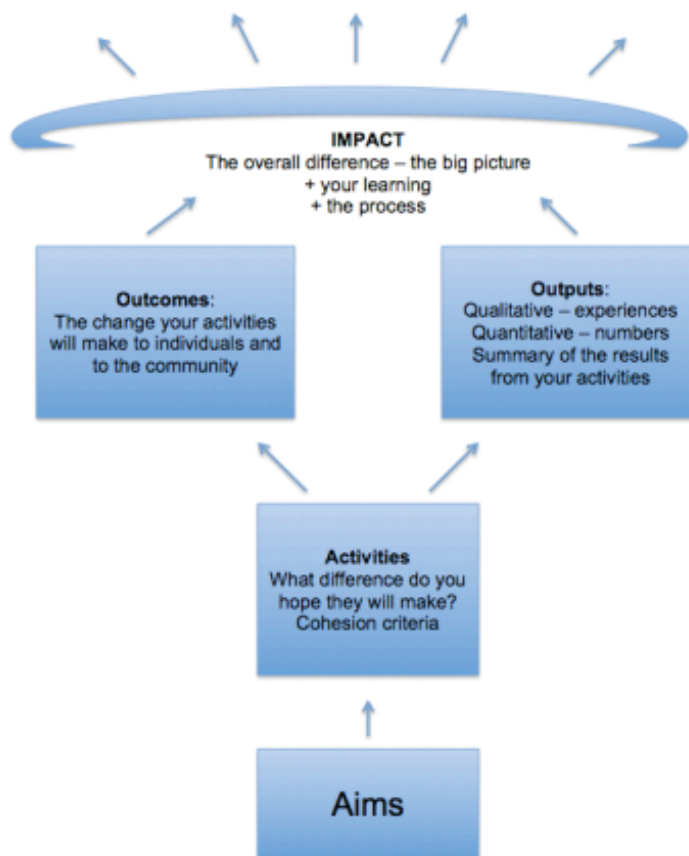 IMPACT
The overall difference – the big picture
+ your learning
+ the process
Outcomes:
The change your activities
will make to individuals and
to the community
Outputs:
Qualitative – experiences
Quantitative – numbers
Summary of the results
from your activities
Activities
What difference do you
hope they will make?
Cohesion criteria
Aims